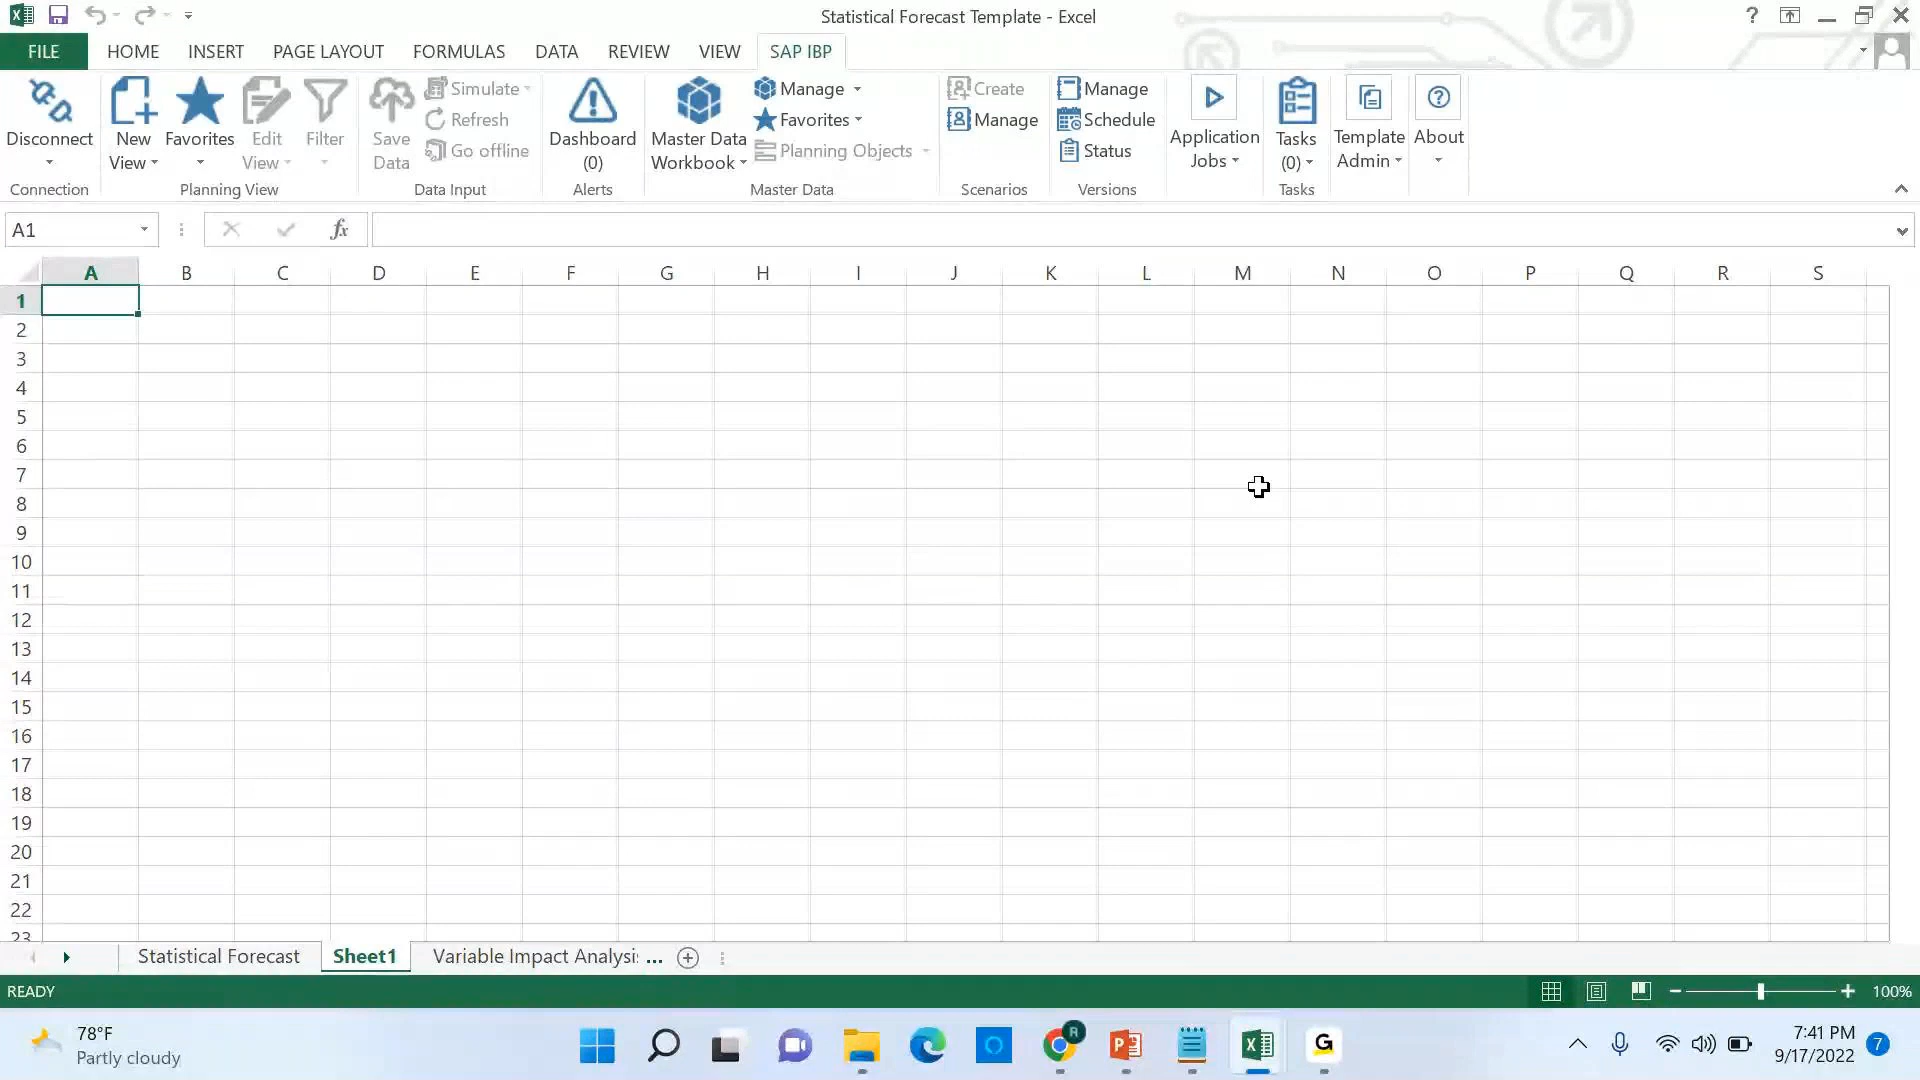 Statistical Forecast Template - Excel
?
FILE HOME INSERT PAGE LAYOUT FORMULAS DATA REVIEW VIEW SAP IBP
Disconnect
New View
Favorites
Edit View
Filter
Save Data
Simulate
Refresh
Go offline
Dashboard (0)
Master Data Workbook
Manage
Favorites
Planning Objects
Create
Manage
Manage
Schedule
Status
Application Jobs
Tasks (0)
Template Admin
About
Connection Planning View Data Input Alerts Master Data Scenarios Versions Tasks
A1 fx
A B C D E F G H I J K L M N O P Q R S
1
2
3
4
5
6
7
8
9
10
11
12
13
14
15
16
17
18
19
20
21
22
23
Statistical Forecast Sheet1 Variable Impact Analysi ...
READY 100%
78°F
Partly cloudy
R
P
G
7:41 PM
9/17/2022
7